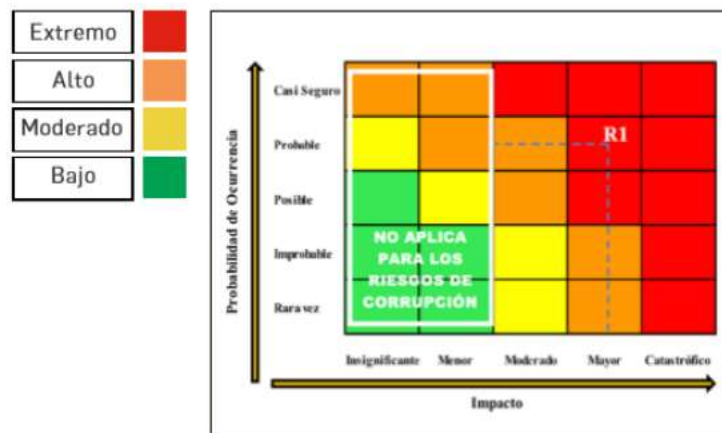 Extremo
Alto
Moderado
Bajo
Probabilidad de Ocurrencia
Casi Seguro
Probable
Posible
Improbable
Rara vez
R1
NO APLICA
PARA LOS
RIESGOS DE
CORRUPCIÓN
Insignificante
Menor
Moderado
Mayor
Catastrófico
Impacto